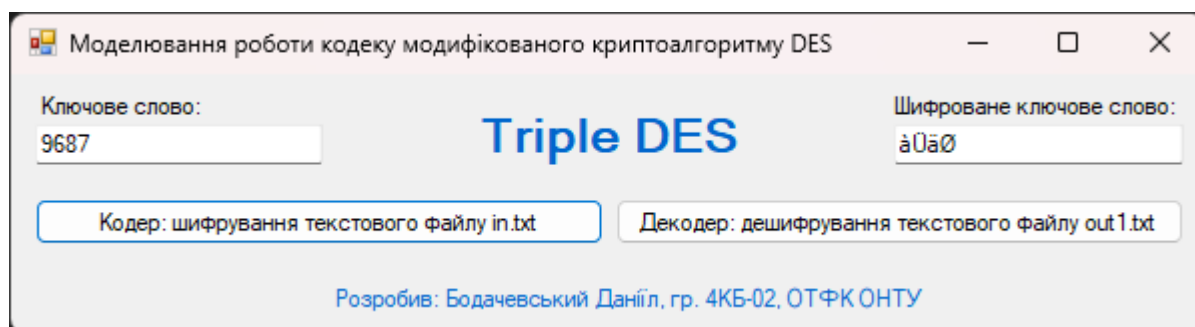 Моделювання роботи кодеку модифікованого криптоалгоритму DES
Ключове слово:
9687
Triple DES
Шифроване ключове слово:
àÛãØ
Кодер: шифрування текстового файлу in.txt
Декодер: дешифрування текстового файлу out1.txt
Розробив: Бодачевський Даніїл, гр. 4КБ-02, ОТФК ОНТУ